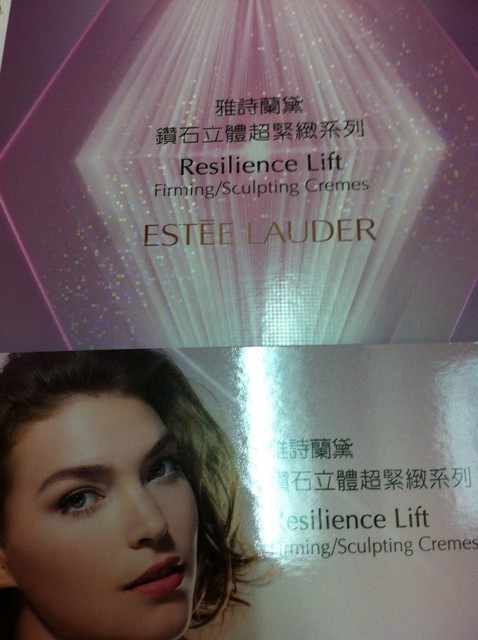 雅詩蘭黛
鑽石立體超緊緻系列
Resilience Lift
Firming/Sculpting Cremes
ESTĒE LAUDER
雅詩蘭黛
鑽石立體超緊緻系列
Resilience Lift
Firming/Sculpting Cremes